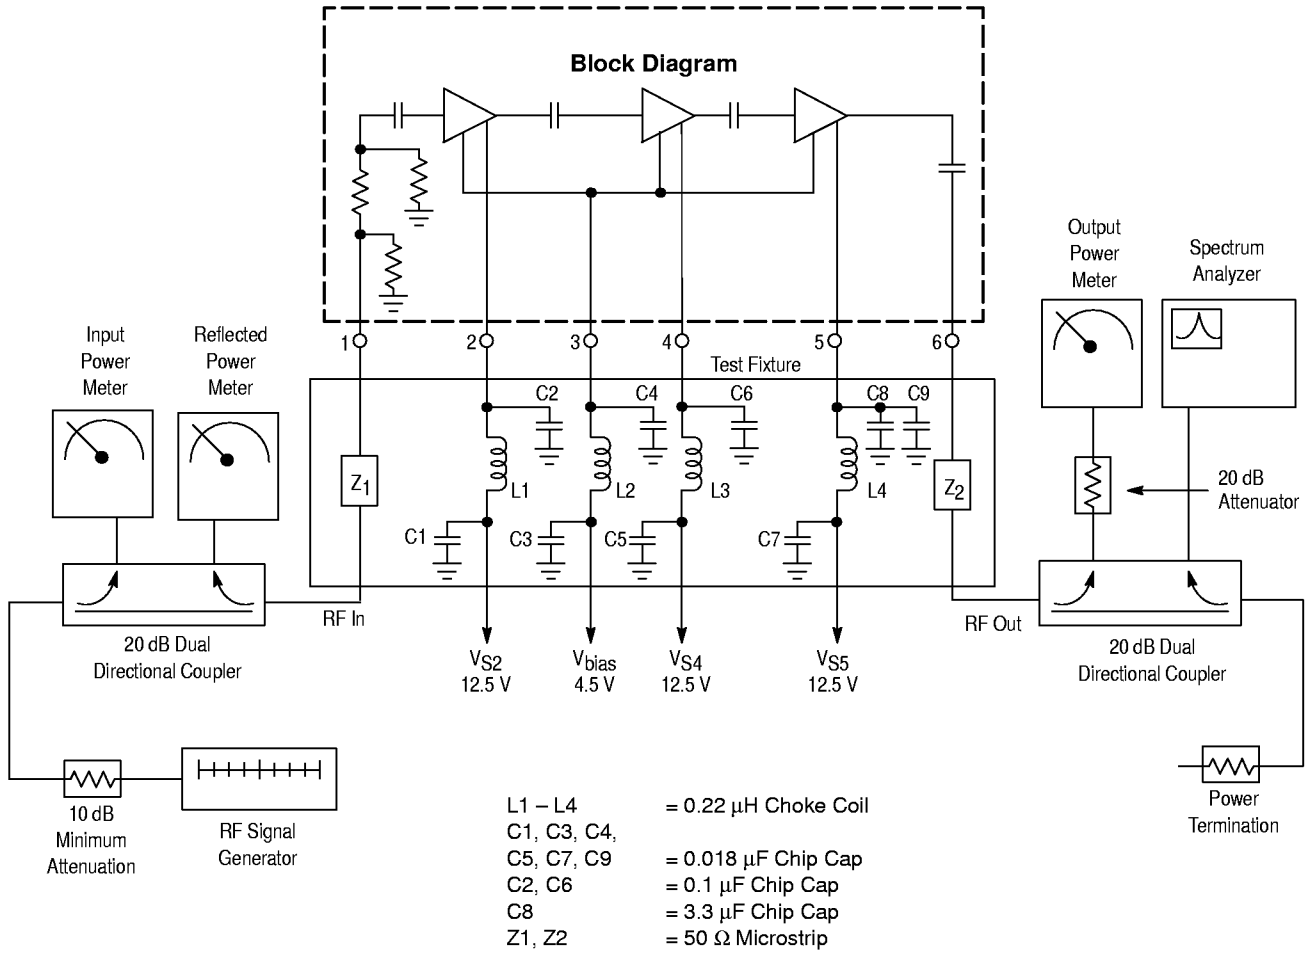 Block Diagram
1
2
3
4
5
6
Test Fixture
Input
Power
Meter
Reflected
Power
Meter
Output
Power
Meter
Spectrum
Analyzer
C2
C4
C6
C8
C9
Z1
L1
L2
L3
L4
Z2
20 dB
Attenuator
C1
C3
C5
C7
RF In
RF Out
20 dB Dual
Directional Coupler
20 dB Dual
Directional Coupler
VS2
12.5 V
Vbias
4.5 V
VS4
12.5 V
VS5
12.5 V
10 dB
Minimum
Attenuation
RF Signal
Generator
Power
Termination
L1 – L4 = 0.22 µH Choke Coil
C1, C3, C4,
C5, C7, C9 = 0.018 µF Chip Cap
C2, C6 = 0.1 µF Chip Cap
C8 = 3.3 µF Chip Cap
Z1, Z2 = 50 Ω Microstrip